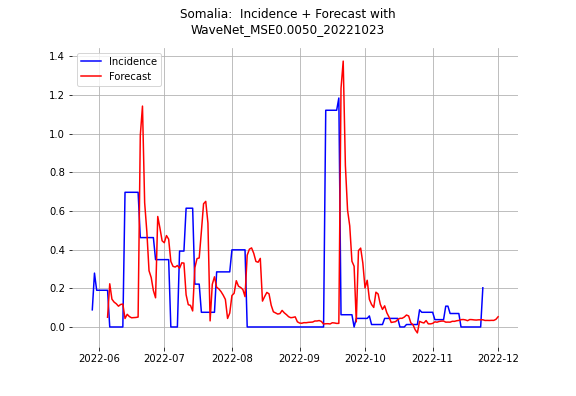 Somalia:  Incidence + Forecast with
WaveNet_MSE0.0050_20221023
Incidence
Forecast
1.4
1.2
1.0
0.8
0.6
0.4
0.2
0.0
2022-06 2022-07 2022-08 2022-09 2022-10 2022-11 2022-12